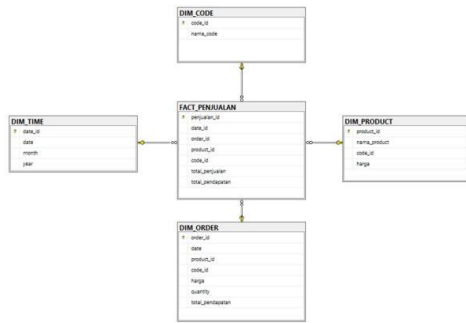 DIM_CODE
code_id
nama_code
FACT_PENJUALAN
penjualan_id
date_id
order_id
product_id
code_id
total_penjualan
total_pendapatan
DIM_TIME
date_id
date
month
year
DIM_PRODUCT
product_id
nama_product
code_id
harga
DIM_ORDER
order_id
date
product_id
code_id
harga
quantity
total_pendapatan